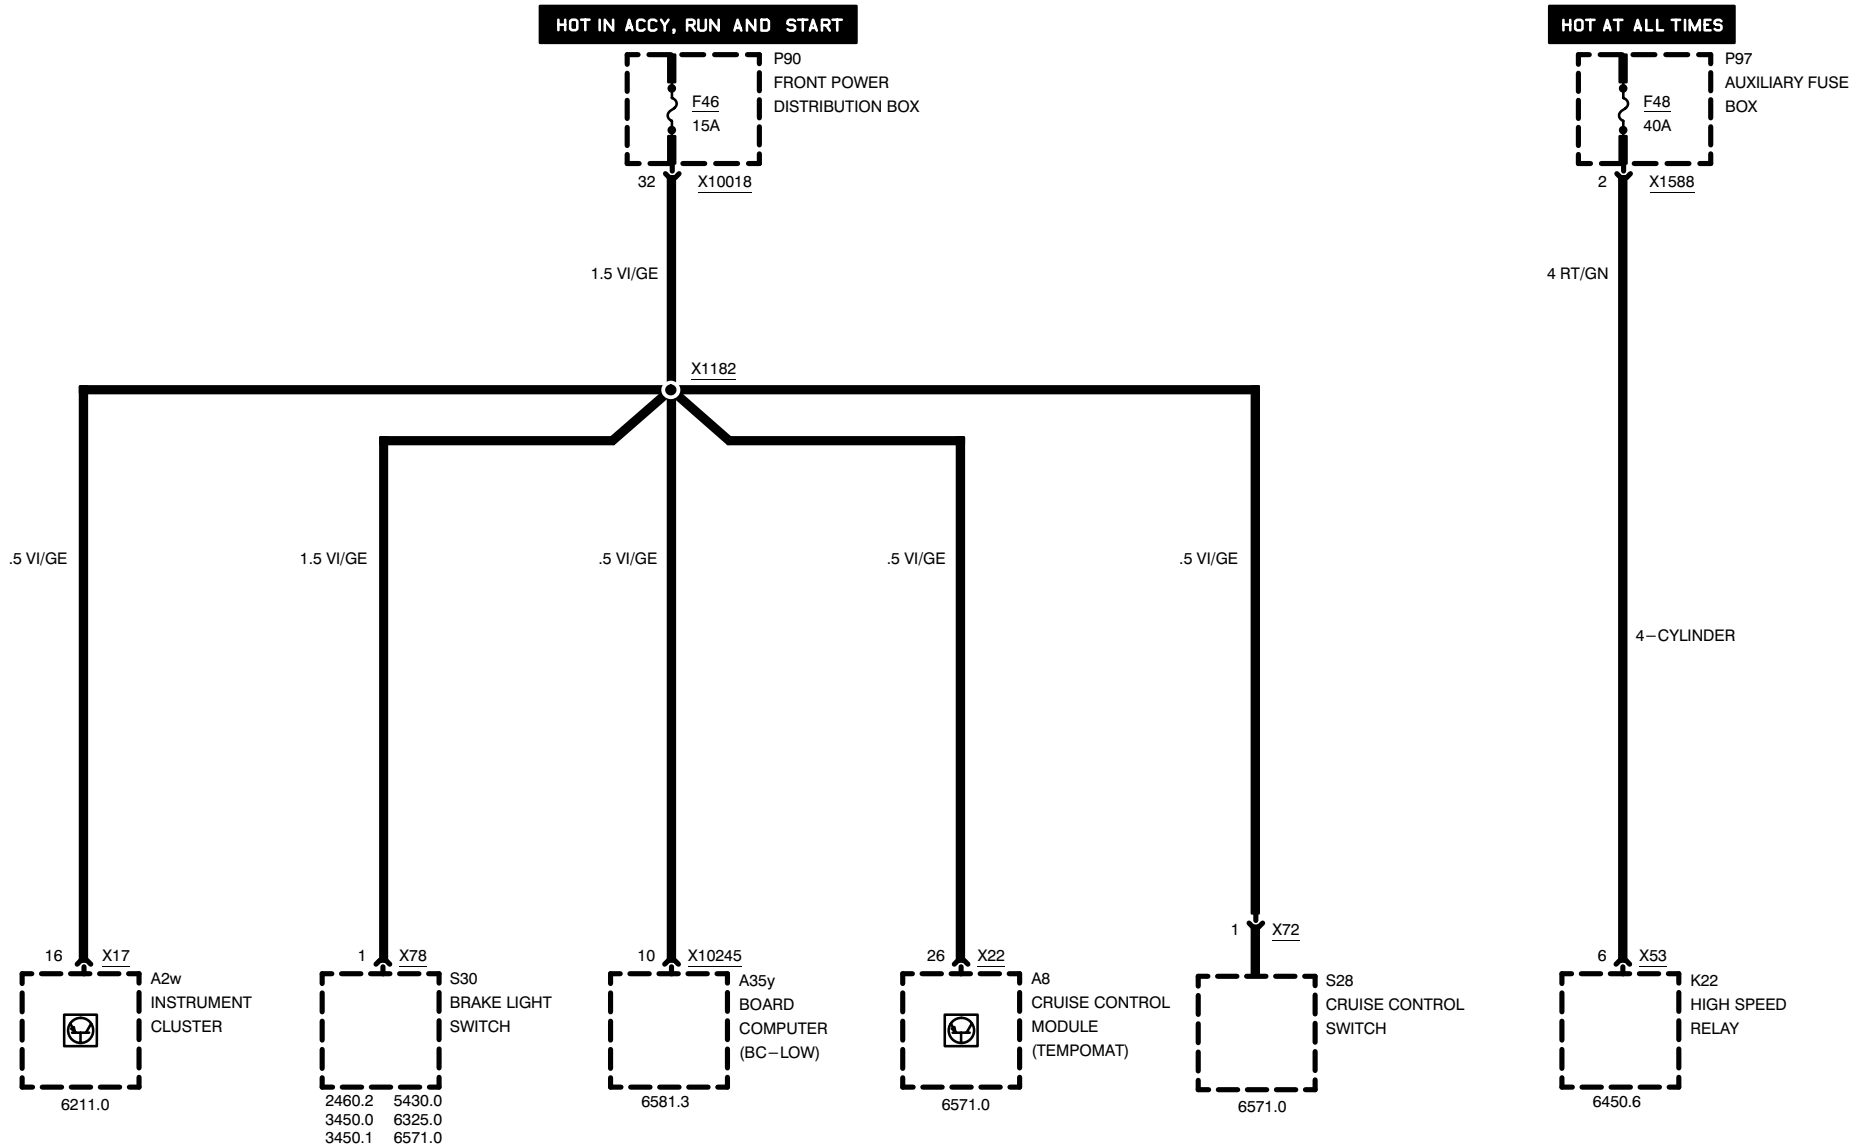 HOT IN ACCY, RUN AND START
HOT AT ALL TIMES
P90
FRONT POWER
DISTRIBUTION BOX
F46
15A
P97
AUXILIARY FUSE
BOX
F48
40A
32 X10018
2 X1588
1.5 VI/GE
4 RT/GN
X1182
.5 VI/GE
1.5 VI/GE
.5 VI/GE
.5 VI/GE
.5 VI/GE
4-CYLINDER
16 X17
A2w
INSTRUMENT
CLUSTER
6211.0
1 X78
S30
BRAKE LIGHT
SWITCH
2460.2 5430.0
3450.0 6325.0
3450.1 6571.0
10 X10245
A35y
BOARD
COMPUTER
(BC-LOW)
6581.3
26 X22
A8
CRUISE CONTROL
MODULE
(TEMPOMAT)
6571.0
1 X72
S28
CRUISE CONTROL
SWITCH
6571.0
6 X53
K22
HIGH SPEED
RELAY
6450.6